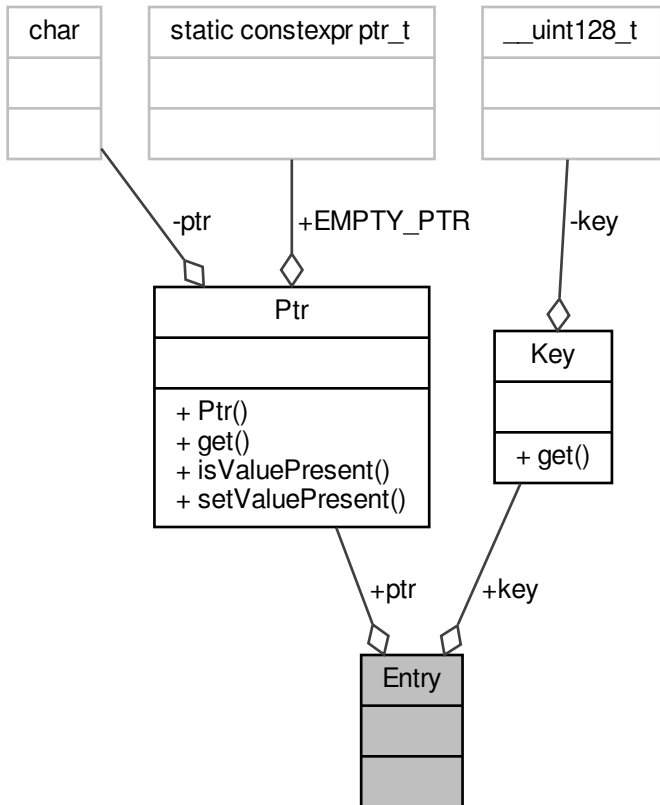 char
static constexpr ptr_t
__uint128_t
-ptr
+EMPTY_PTR
-key
Ptr
+ Ptr()
+ get()
+ isValuePresent()
+ setValuePresent()
Key
+ get()
+ptr
+key
Entry